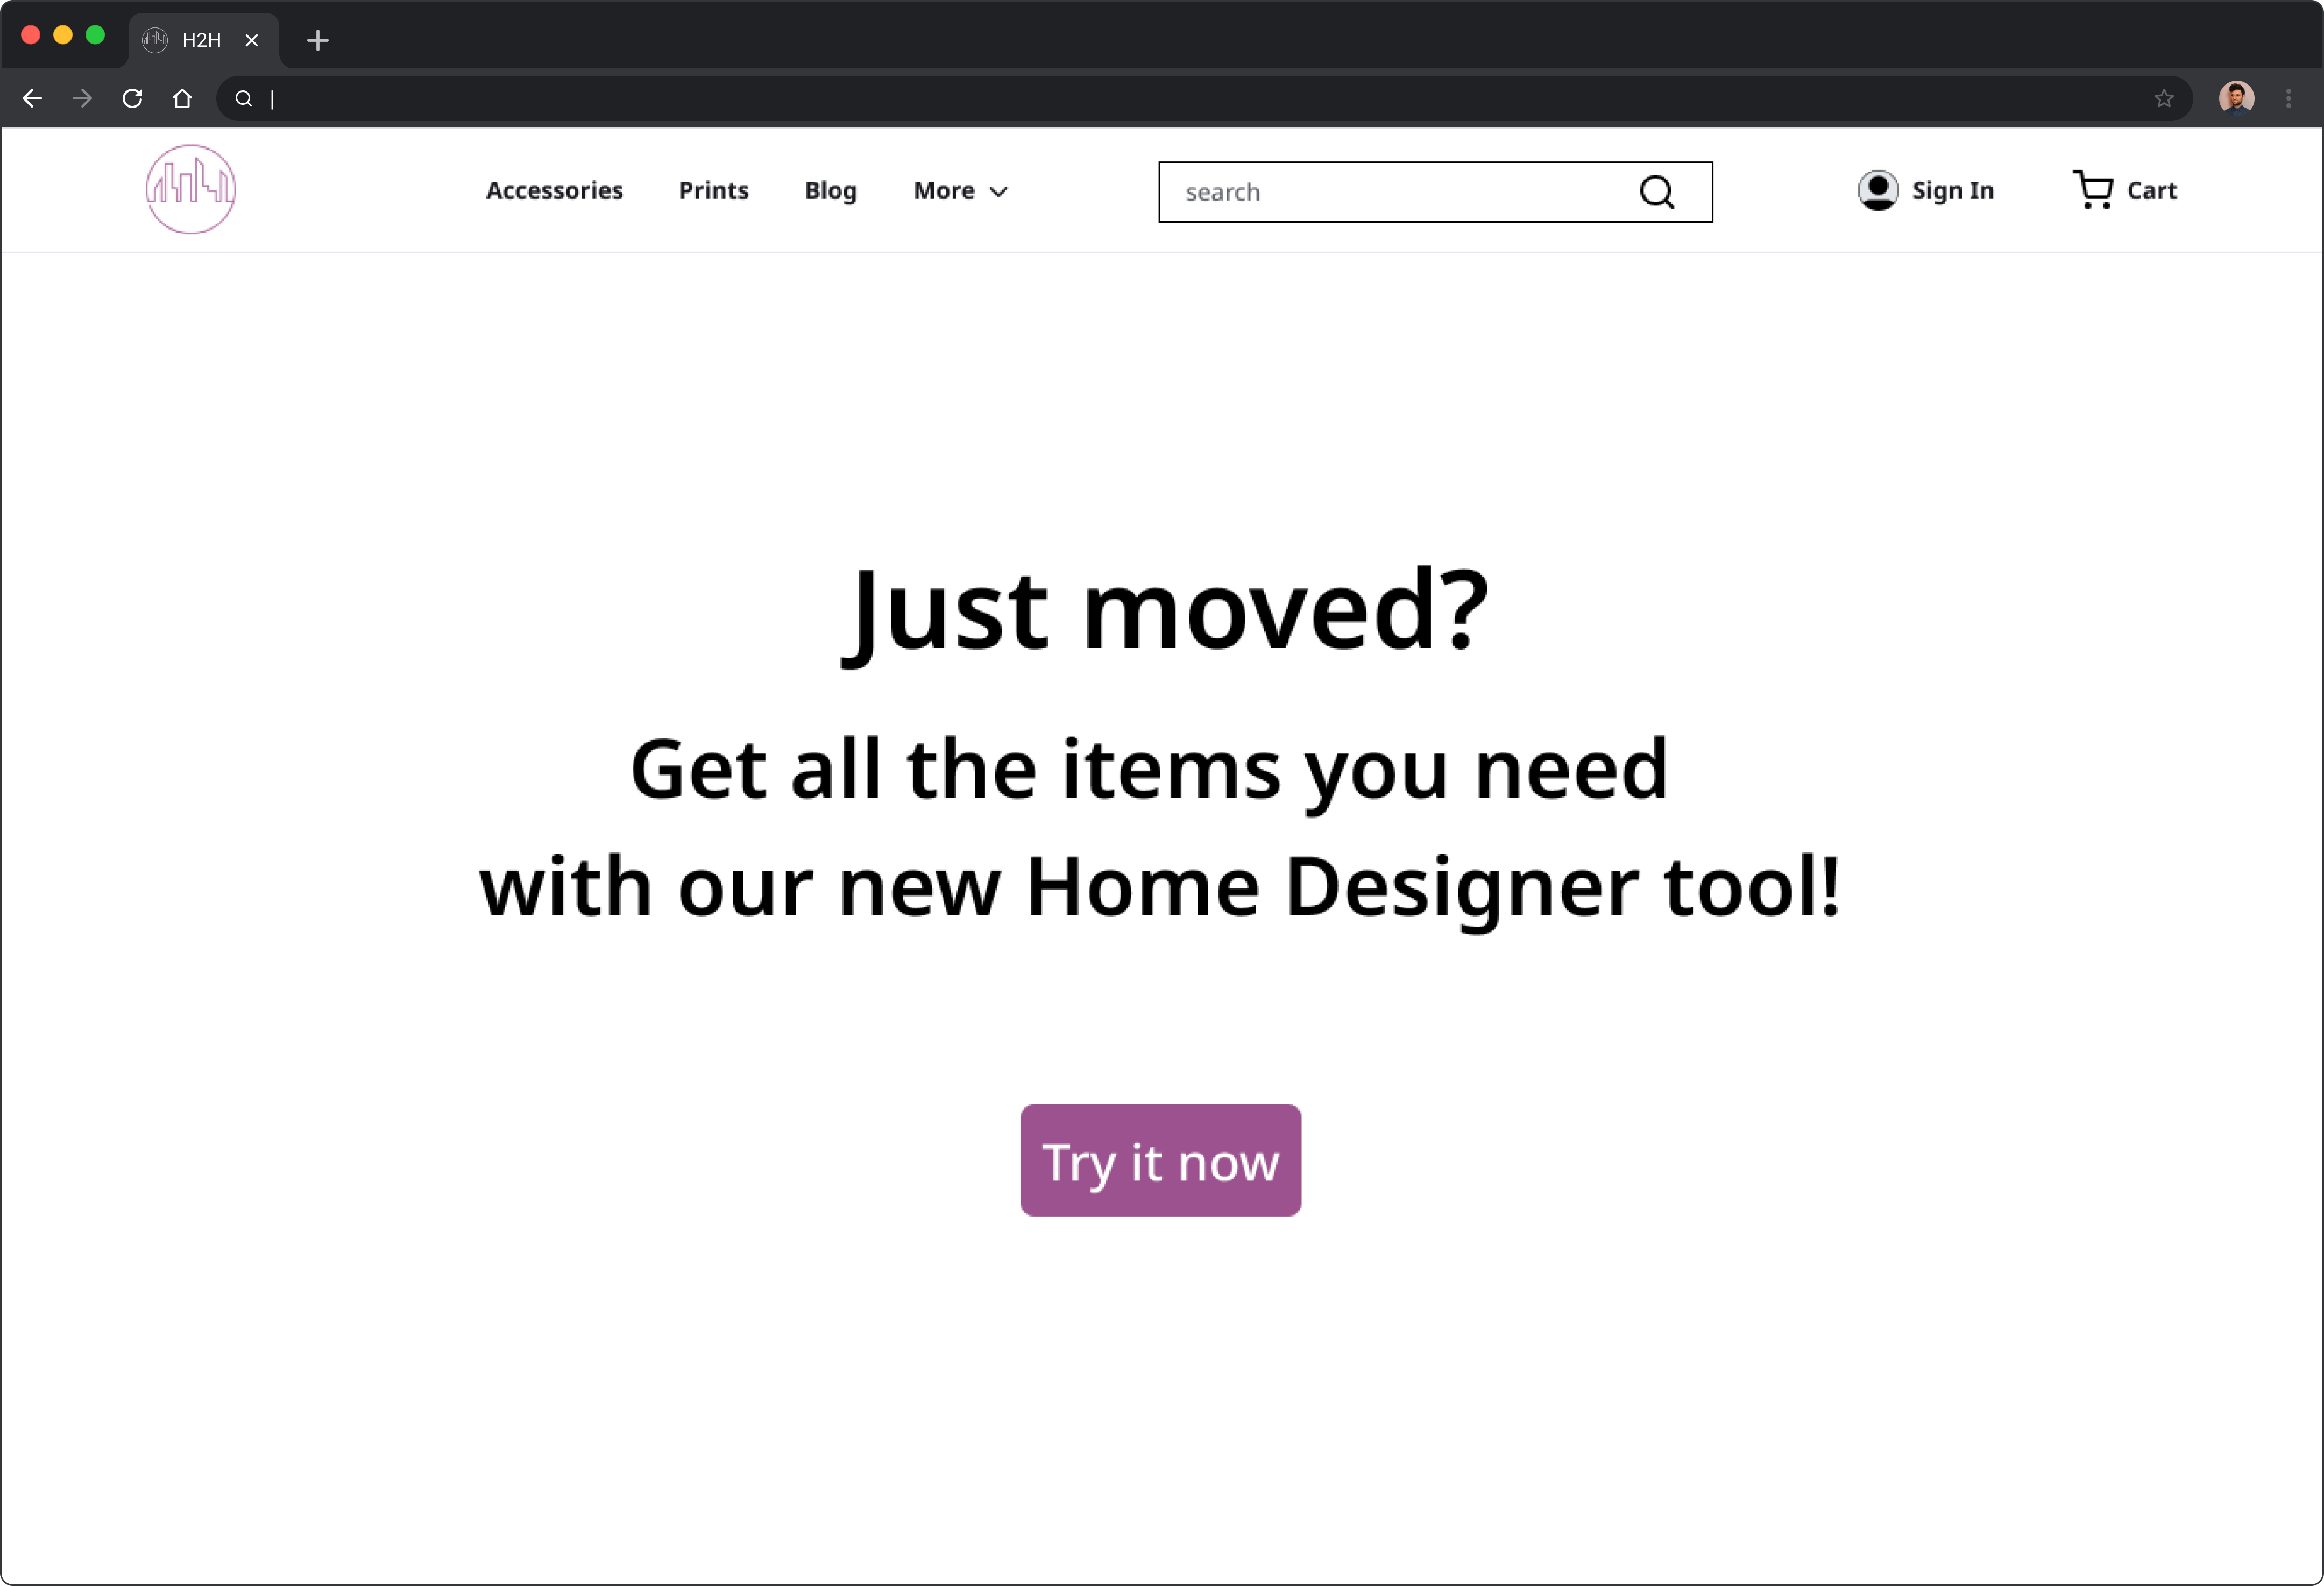 H2H
Accessories Prints Blog More search Sign In Cart
Just moved?
Get all the items you need
with our new Home Designer tool!
Try it now